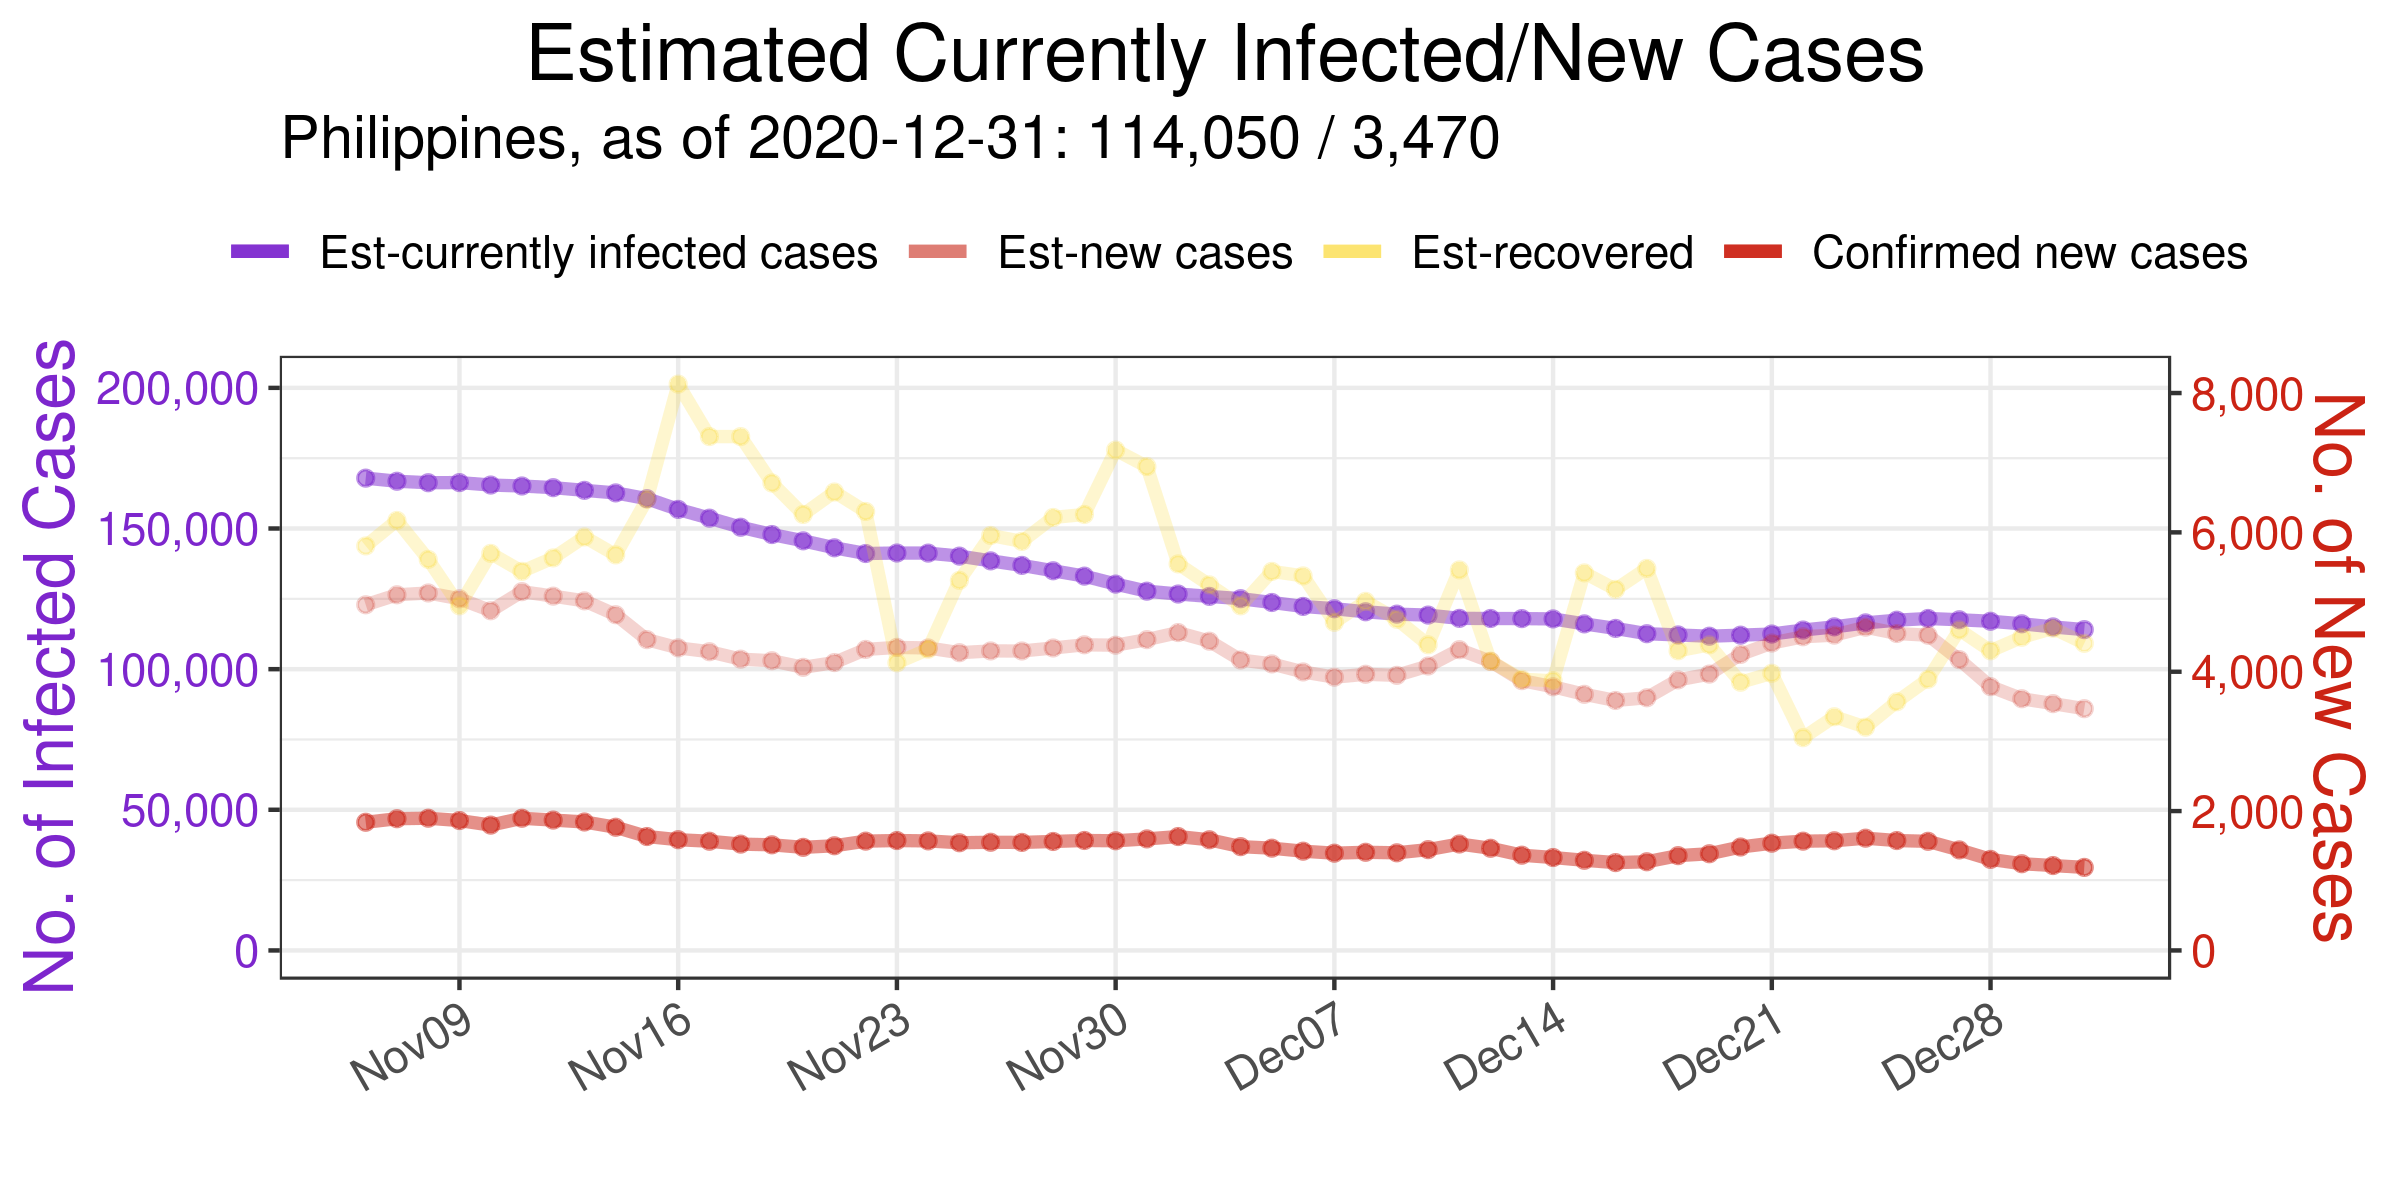 Estimated Currently Infected/New Cases
Philippines, as of 2020-12-31: 114,050 / 3,470
Est-currently infected cases Est-new cases Est-recovered Confirmed new cases
No. of Infected Cases
200,000
150,000
100,000
50,000
0
8,000
6,000
4,000
2,000
0
No. of New Cases
Nov09 Nov16 Nov23 Nov30 Dec07 Dec14 Dec21 Dec28